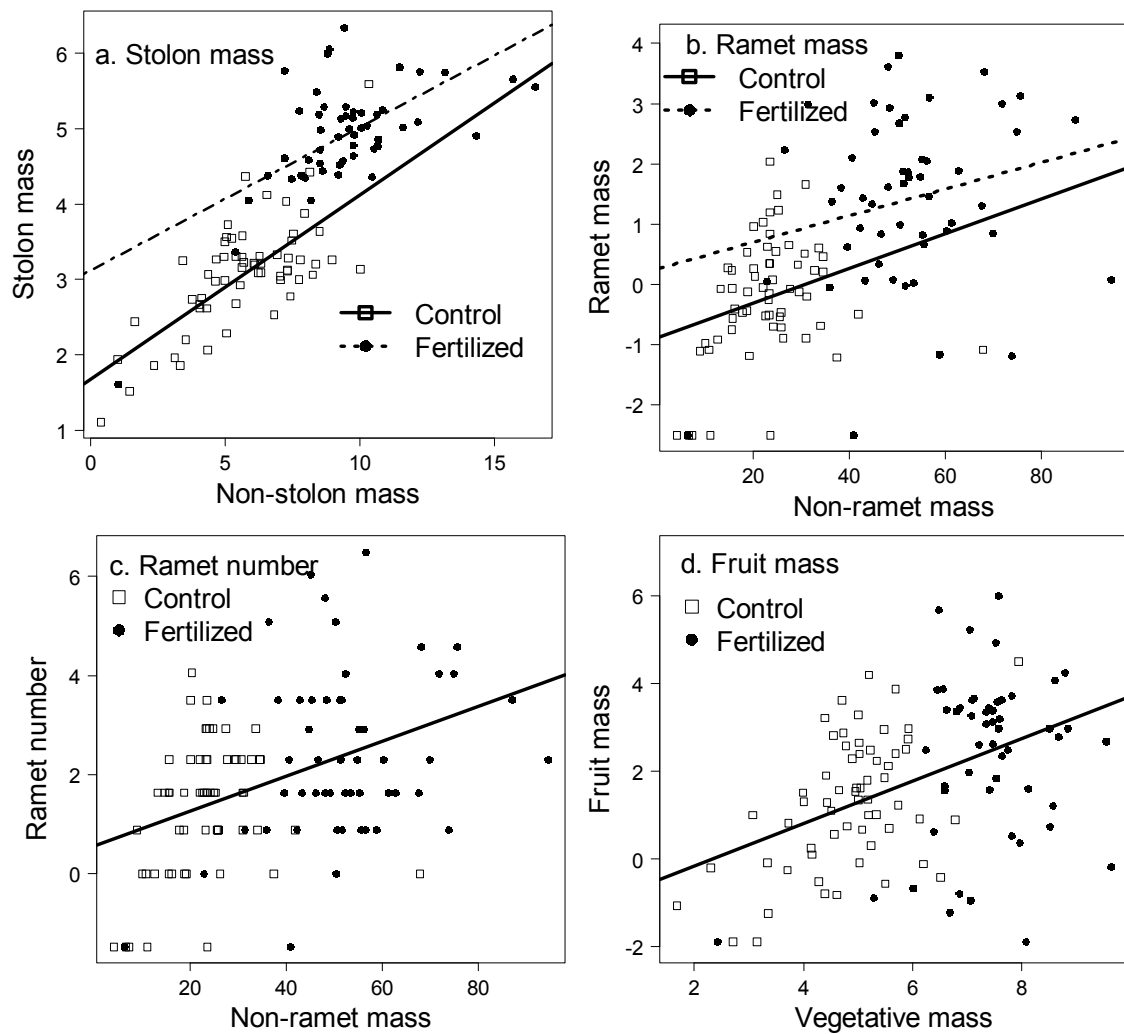 a. Stolon mass
Control
Fertilized
Stolon mass
1
2
3
4
5
6
0
5
10
15
Non-stolon mass
b. Ramet mass
Control
Fertilized
Ramet mass
-2
-1
0
1
2
3
4
20
40
60
80
Non-ramet mass
c. Ramet number
Control
Fertilized
Ramet number
0
2
4
6
20
40
60
80
Non-ramet mass
d. Fruit mass
Control
Fertilized
Fruit mass
-2
0
2
4
6
2
4
6
8
Vegetative mass